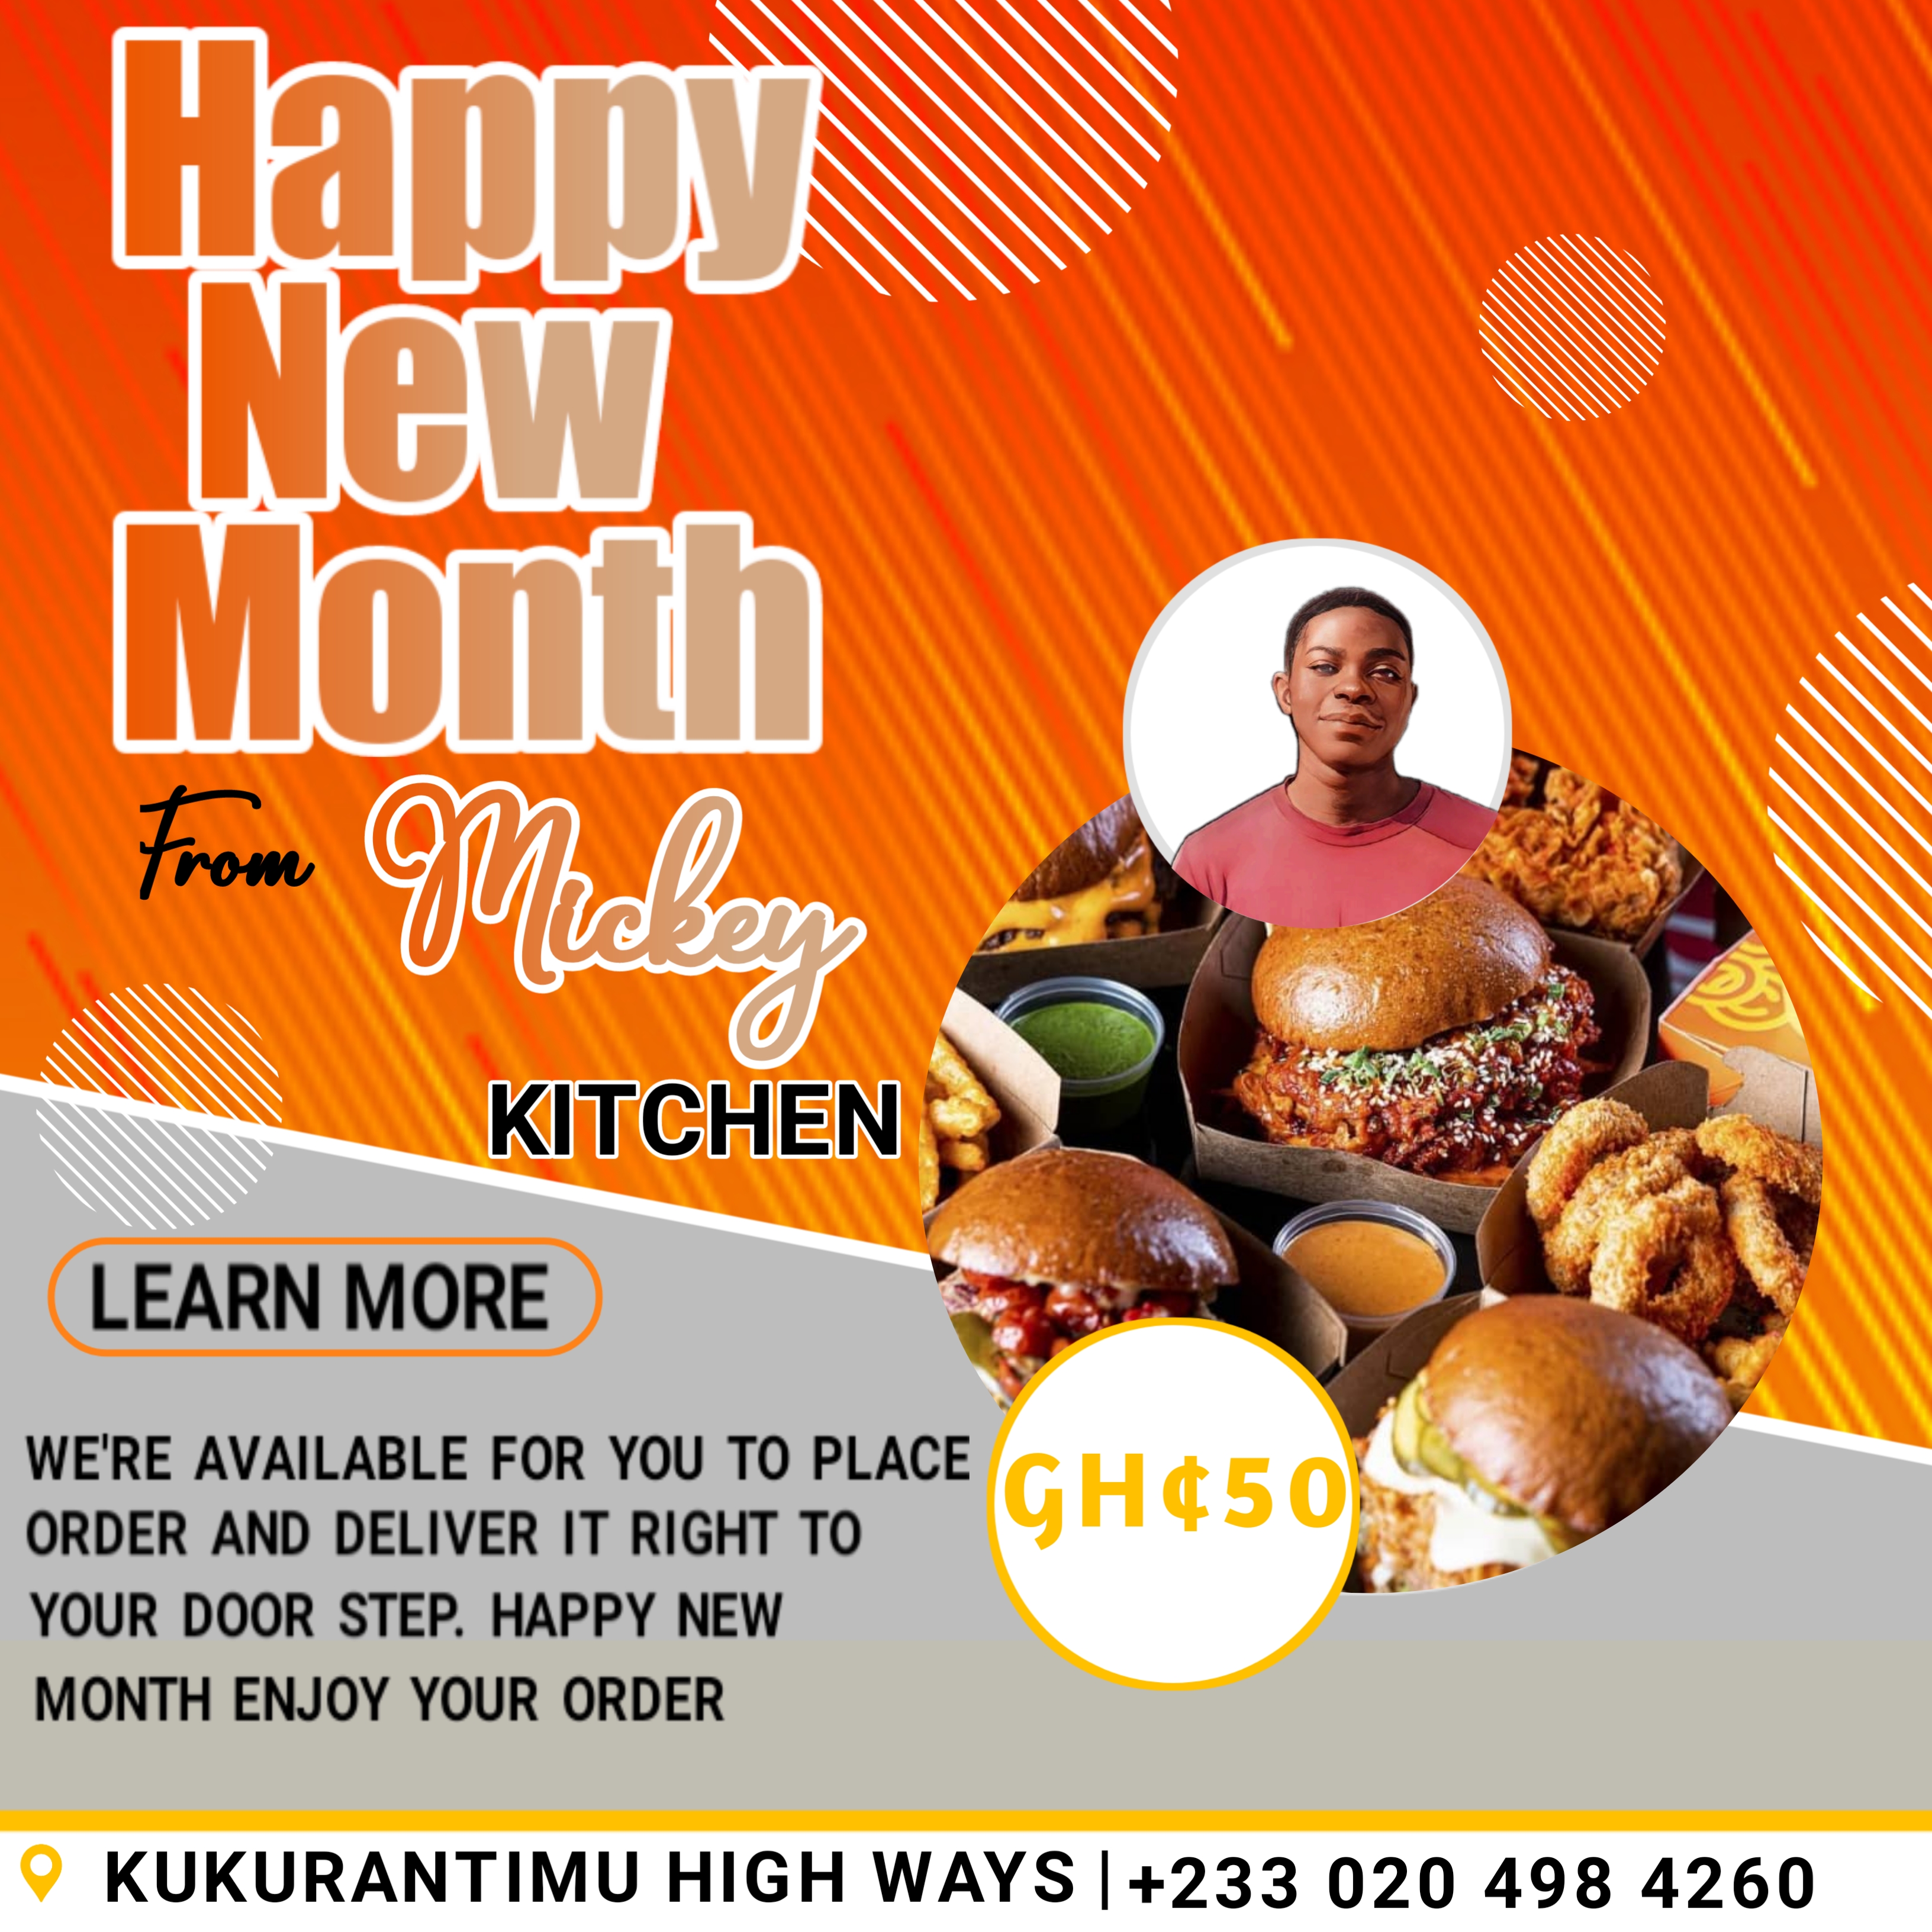 Happy
New
Month
From Mickey
KITCHEN
LEARN MORE
WE'RE AVAILABLE FOR YOU TO PLACE
ORDER AND DELIVER IT RIGHT TO
YOUR DOOR STEP. HAPPY NEW
MONTH ENJOY YOUR ORDER
GH¢50
KUKURANTIMU HIGH WAYS | +233 020 498 4260